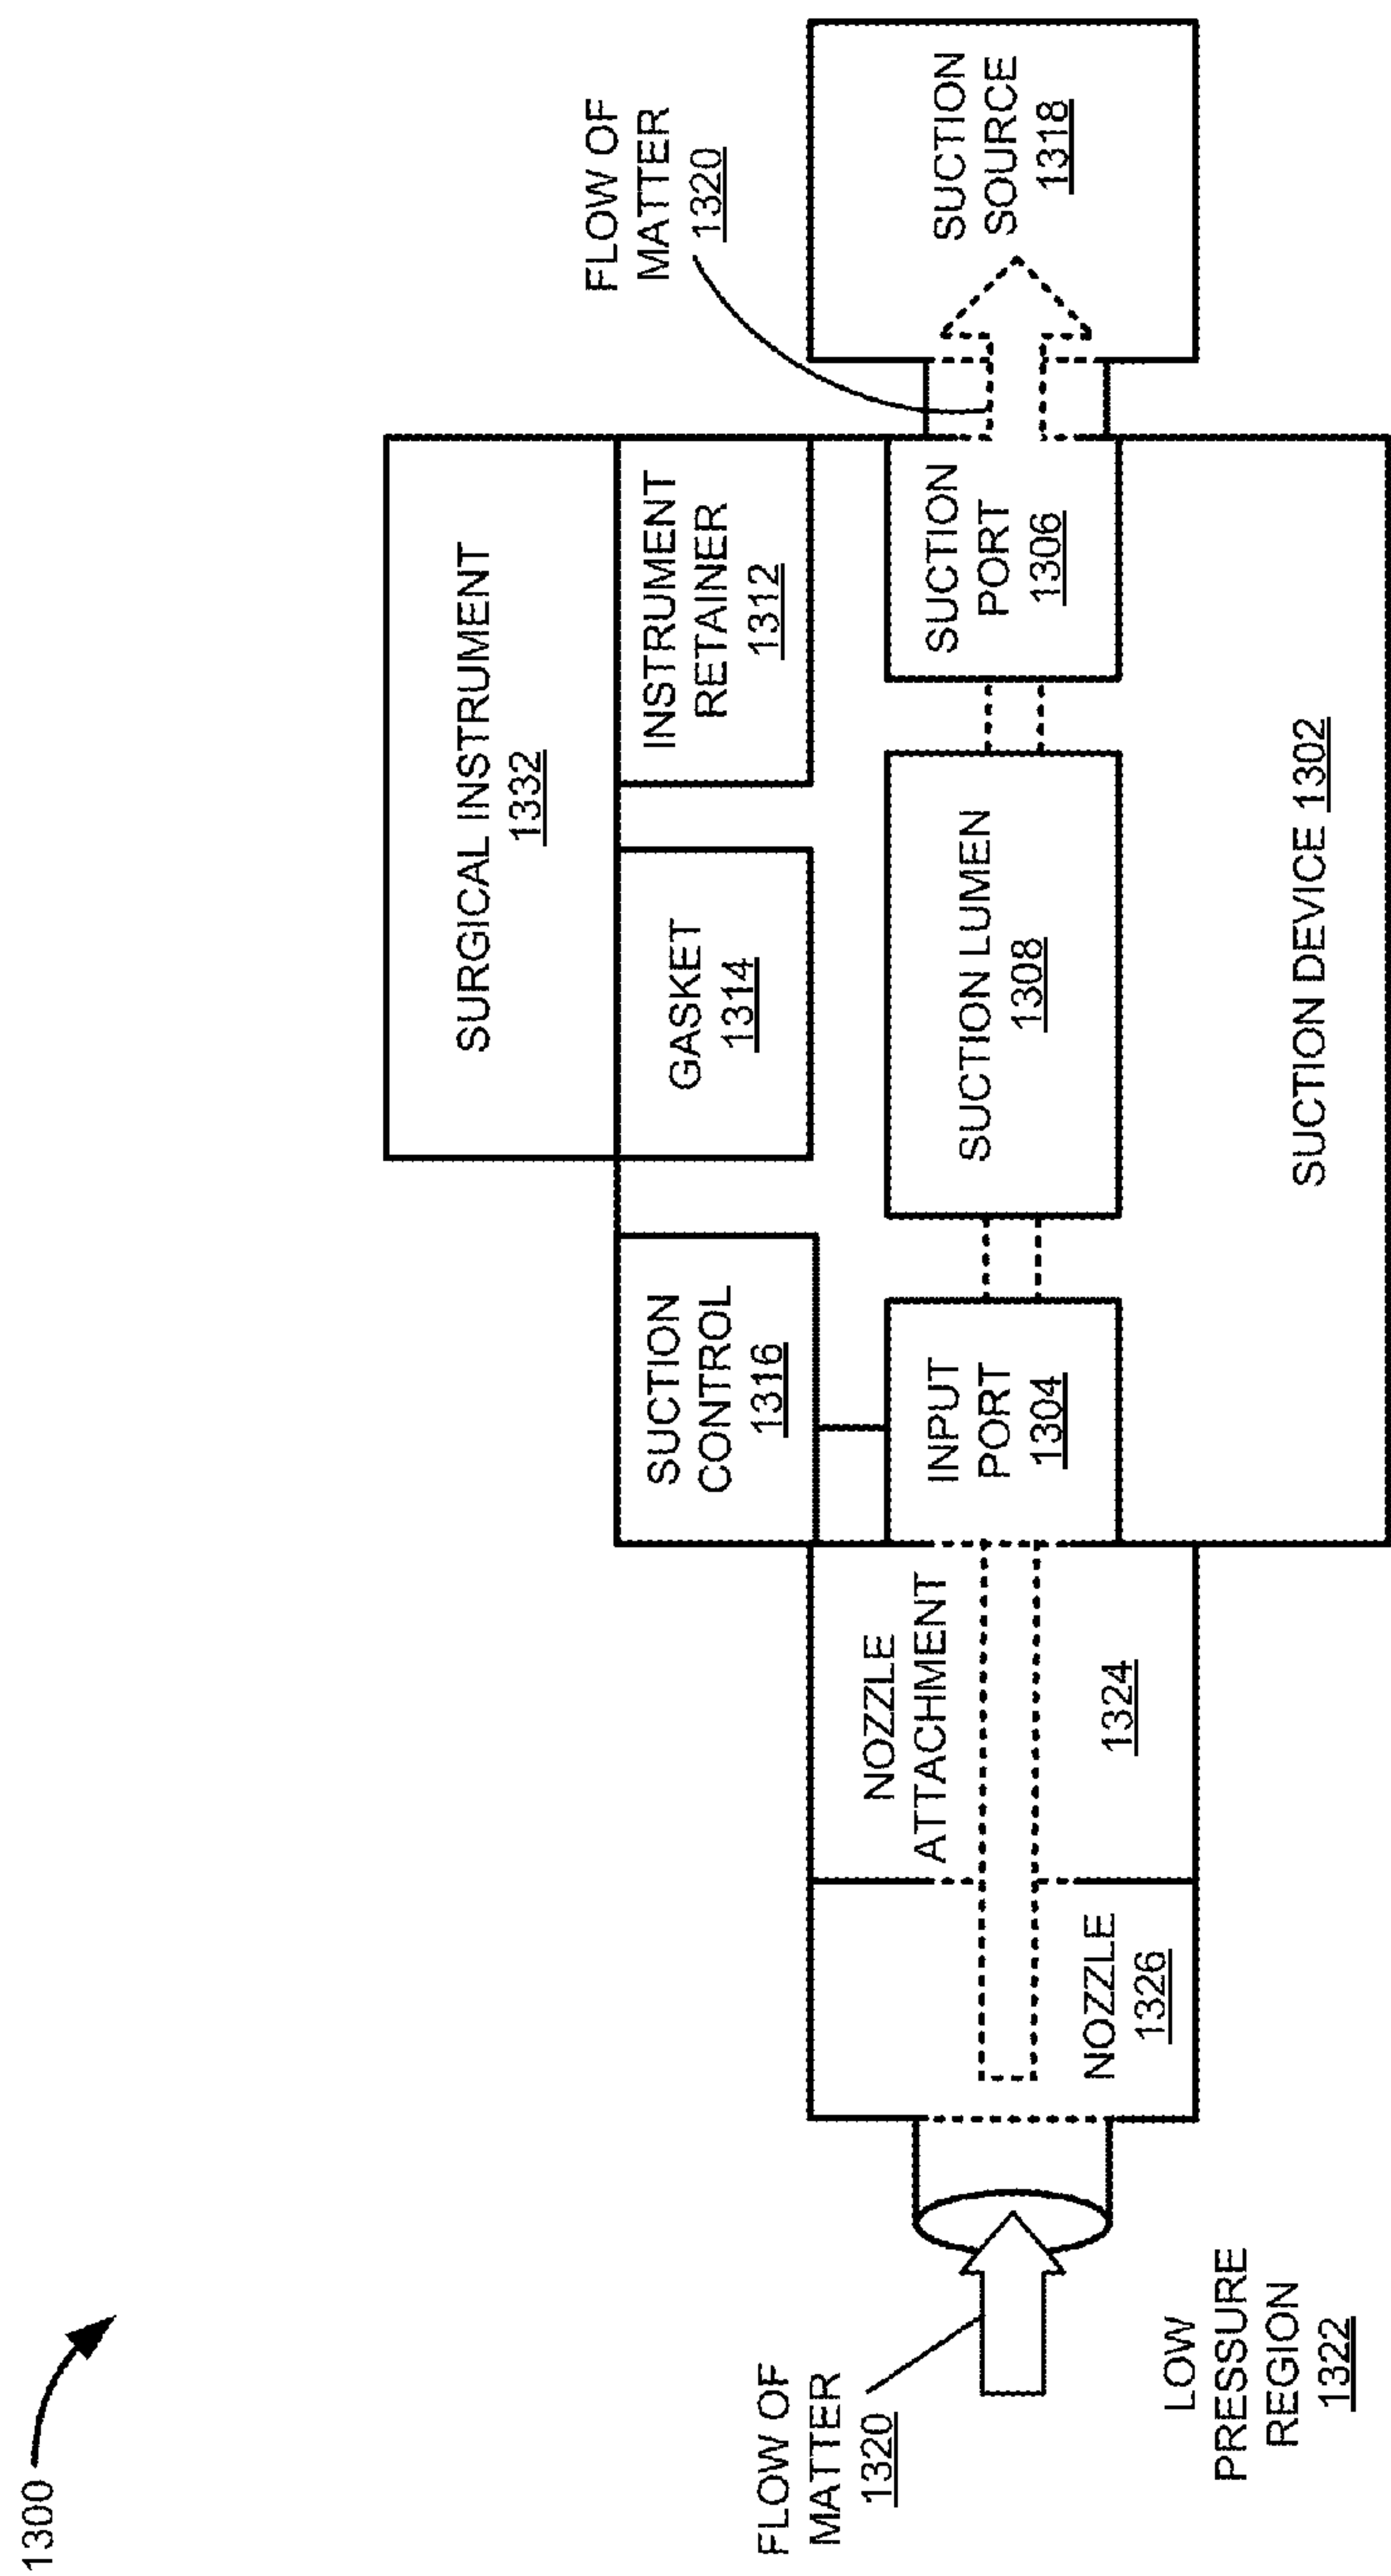 1300
SURGICAL INSTRUMENT
1332
SUCTION
CONTROL
1316
GASKET
1314
INSTRUMENT
RETAINER
1312
FLOW OF
MATTER
1320
NOZZLE
ATTACHMENT
1324
NOZZLE
1326
INPUT
PORT
1304
SUCTION LUMEN
1308
SUCTION
PORT
1306
SUCTION
SOURCE
1318
FLOW OF
MATTER
1320
LOW
PRESSURE
REGION
1322
SUCTION DEVICE 1302